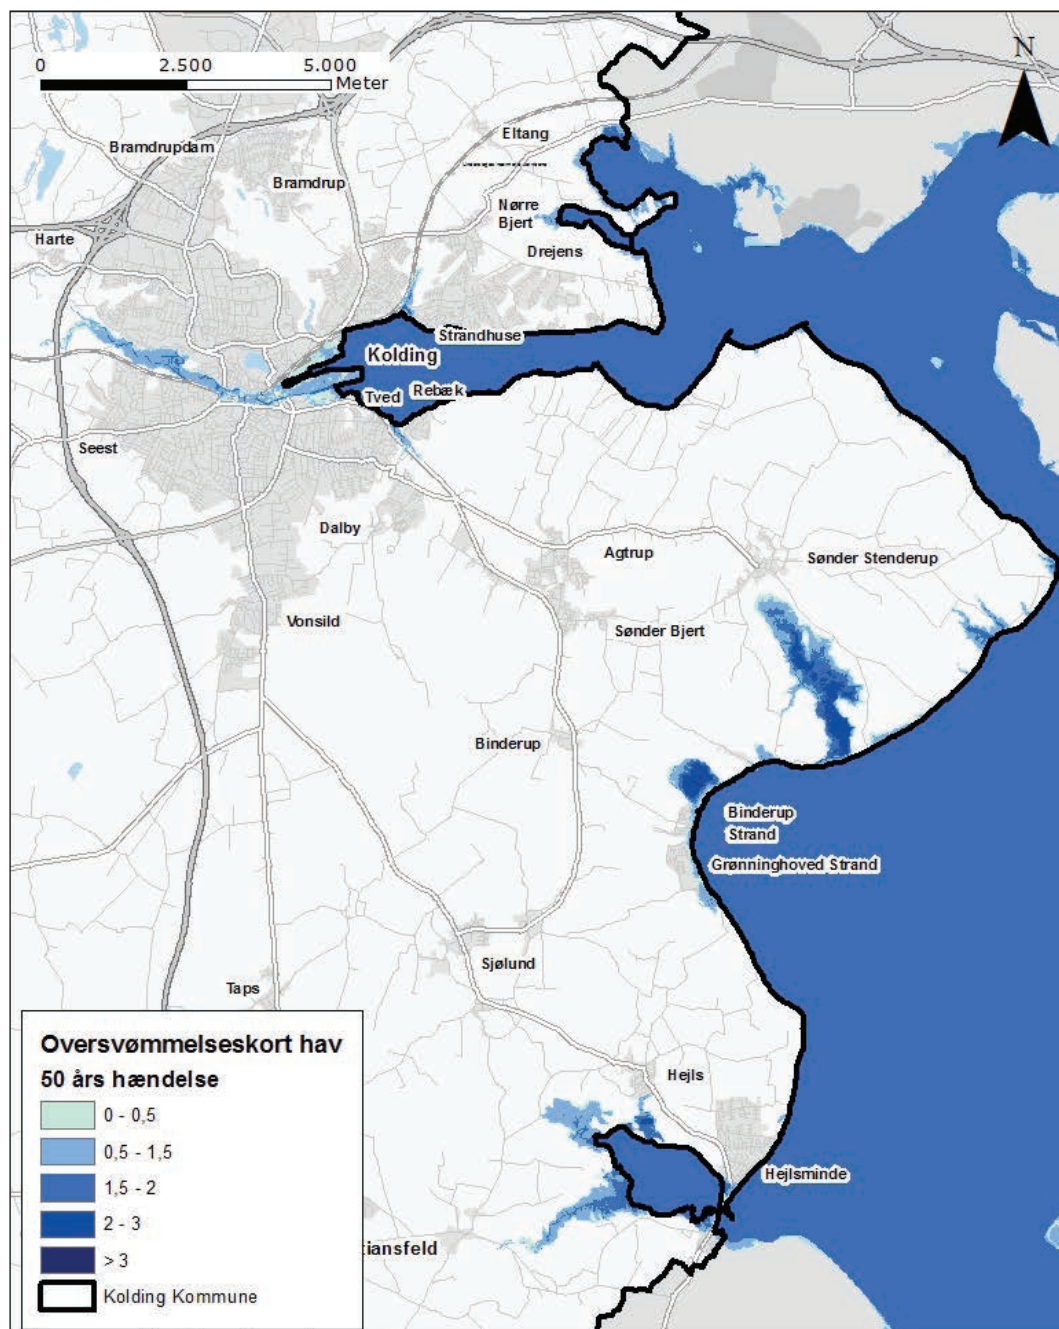 0 2.500 5.000
Meter
N
Bramdrupdam
Eltang
Bramdrup
Nørre
Bjert
Harte
Drejens
Strandhuse
Kolding
Rebæk
Tved
Seest
Dalby
Agtrup
Sønder Stenderup
Vonsild
Sønder Bjert
Binderup
Binderup
Strand
Grønninghoved Strand
Sjølund
Taps
Hejls
Hejlsminde
tiansfeld
Oversvømmelseskort hav
50 års hændelse
0 - 0,5
0,5 - 1,5
1,5 - 2
2 - 3
> 3
Kolding Kommune